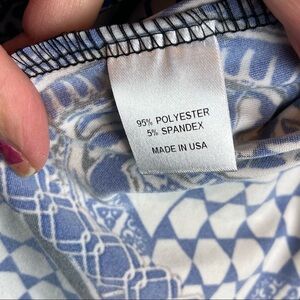 95% POLYESTER
5% SPANDEX
MADE IN USA